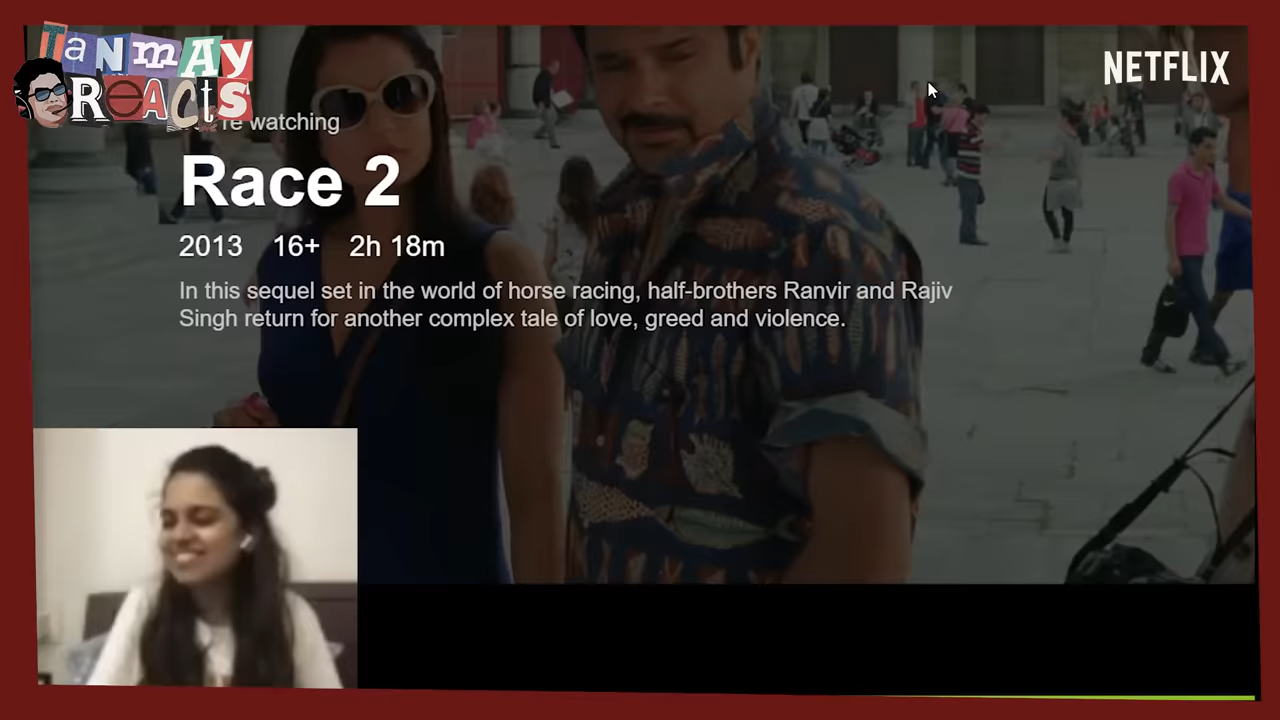 TANMAY
REACTS
NETFLIX
re watching
Race 2
2013 16+ 2h 18m
In this sequel set in the world of horse racing, half-brothers Ranvir and Rajiv
Singh return for another complex tale of love, greed and violence.